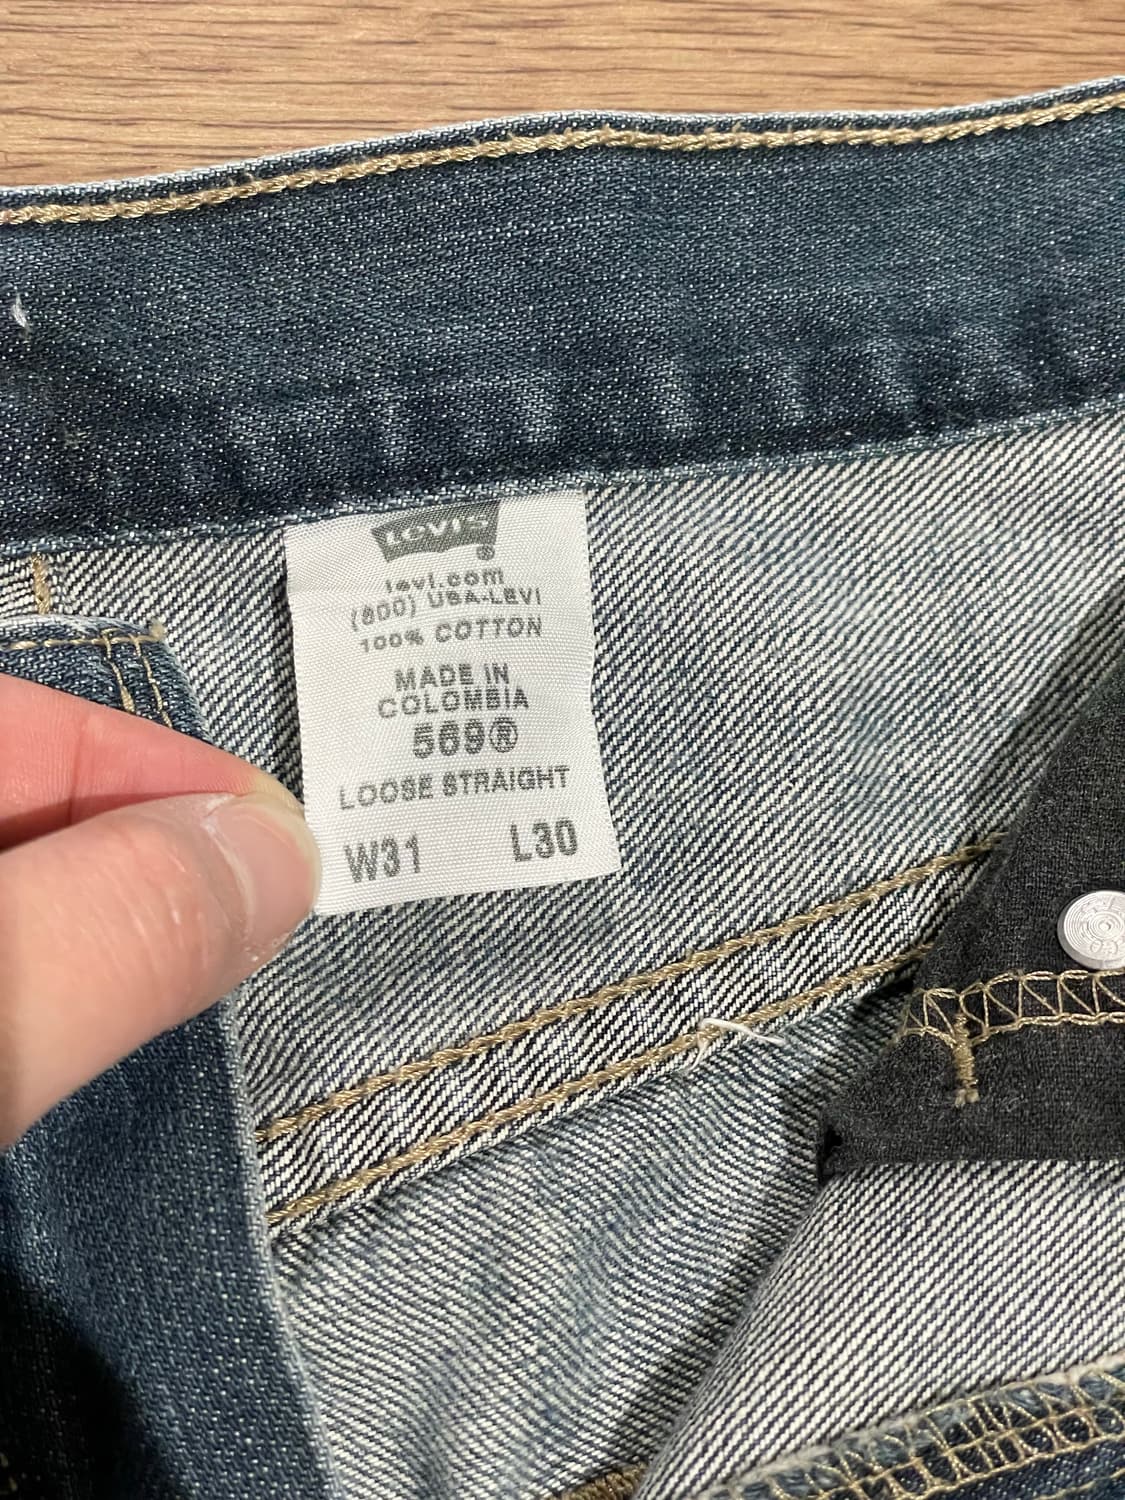 Levi's®
levi.com
(800) USA-LEVI
100% COTTON
MADE IN
COLOMBIA
569®
LOOSE STRAIGHT
W31 L30